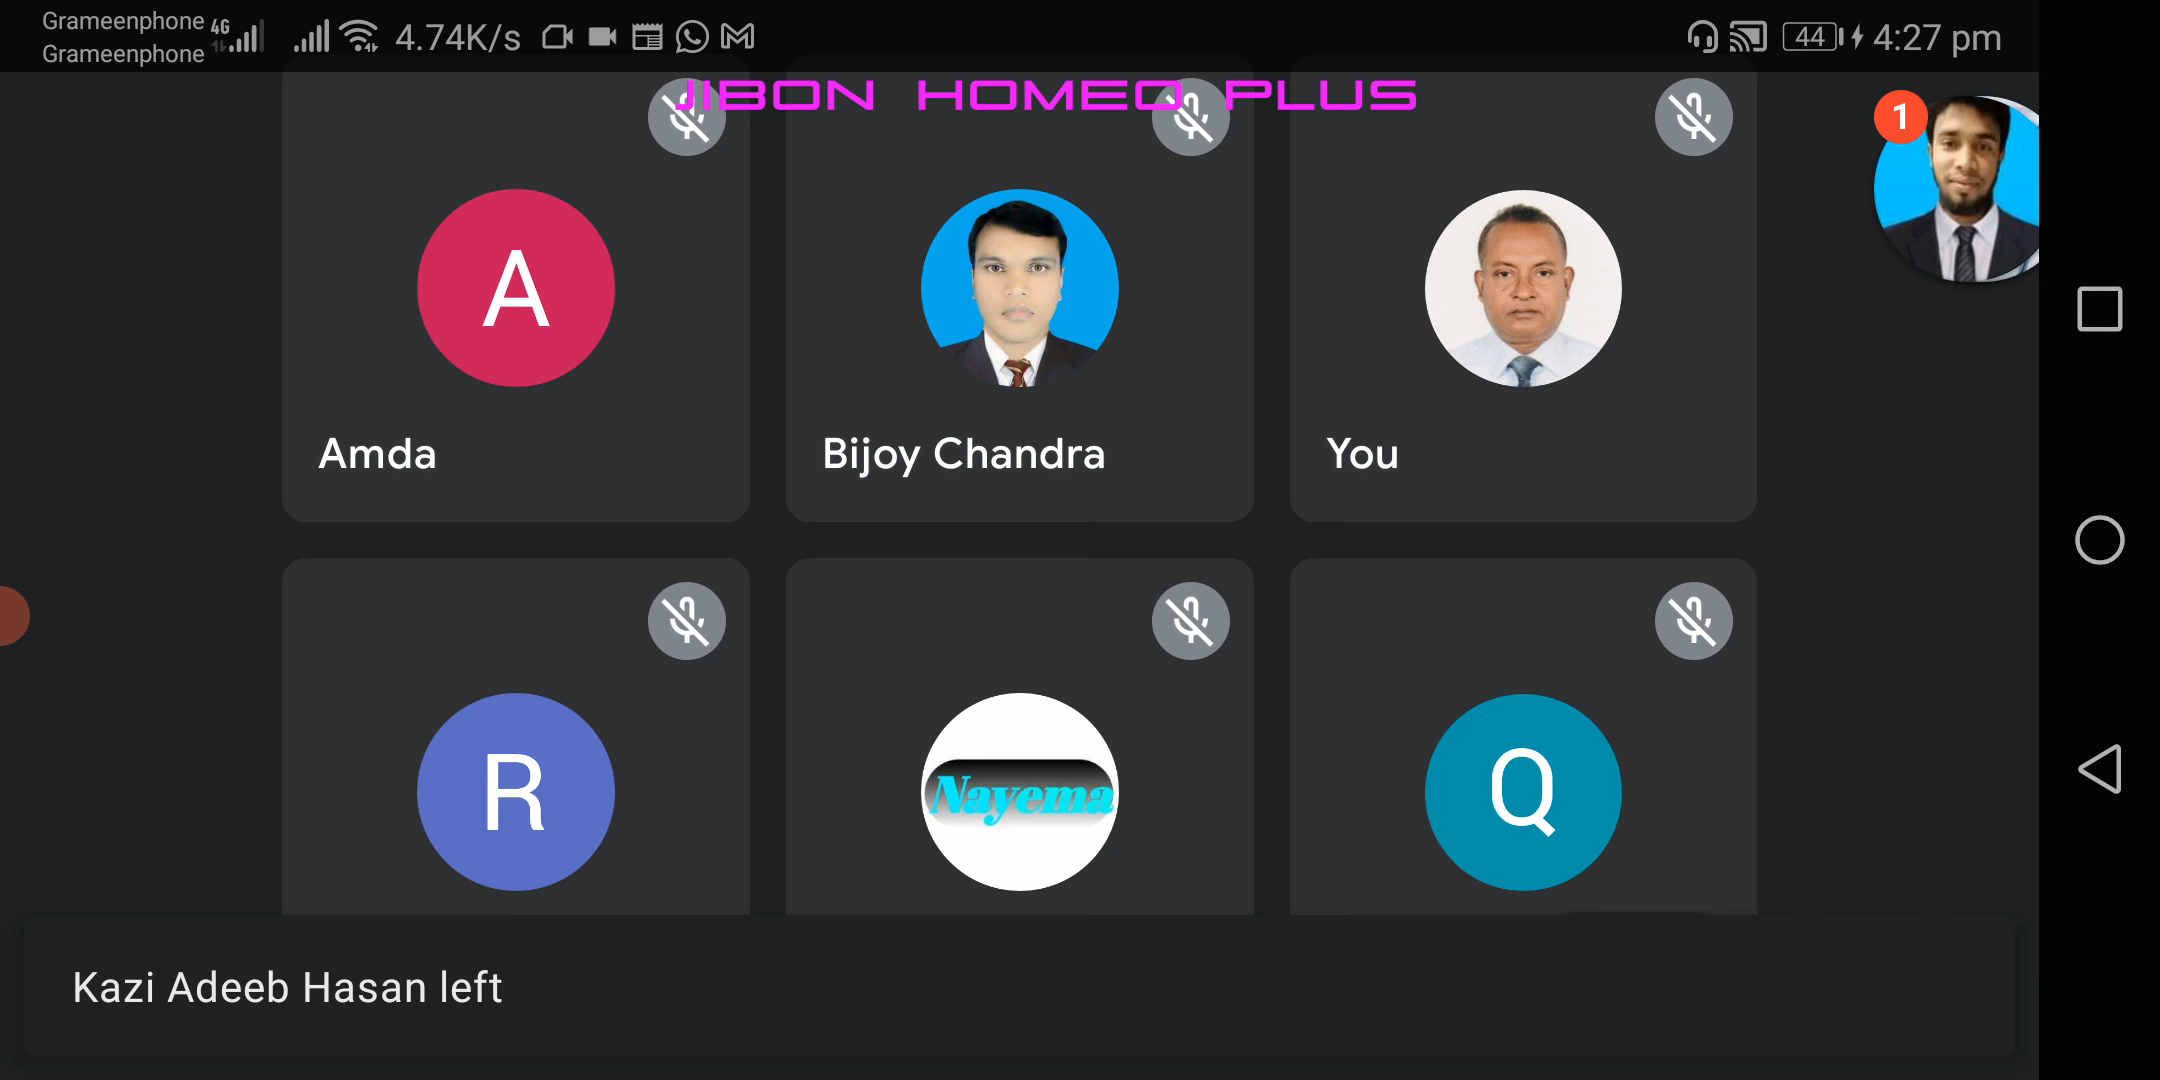 Grameenphone 4G 4.74K/s 44 4:27 pm
Grameenphone
JIBON HOMEO PLUS
1
A
Amda
Bijoy Chandra
You
R
Nayema
Q
Kazi Adeeb Hasan left